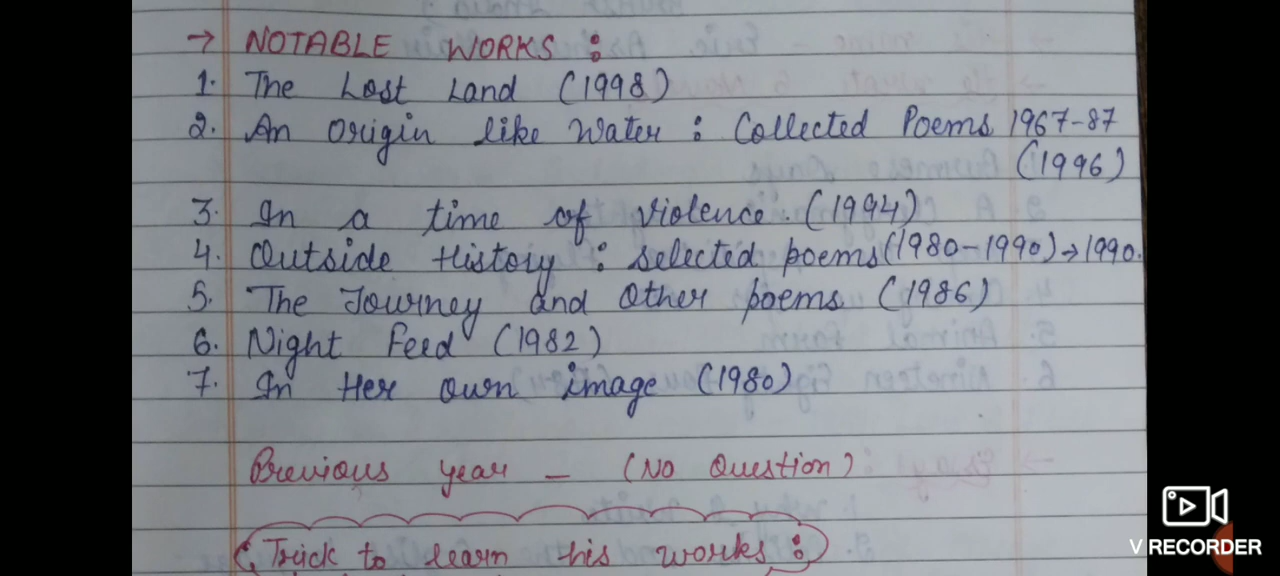 → NOTABLE WORKS :
1. The Lost Land (1998)
2. An Origin like Water : Collected Poems 1967-87
(1996)
3. In a time of violence. (1994)
4. Outside History : selected poems (1980-1990) → 1990.
5. The Journey and Other poems (1986)
6. Night Feed (1982)
7. In Her own image (1980)
Previous year - (No Question)
(Trick to learn his works :)
V RECORDER